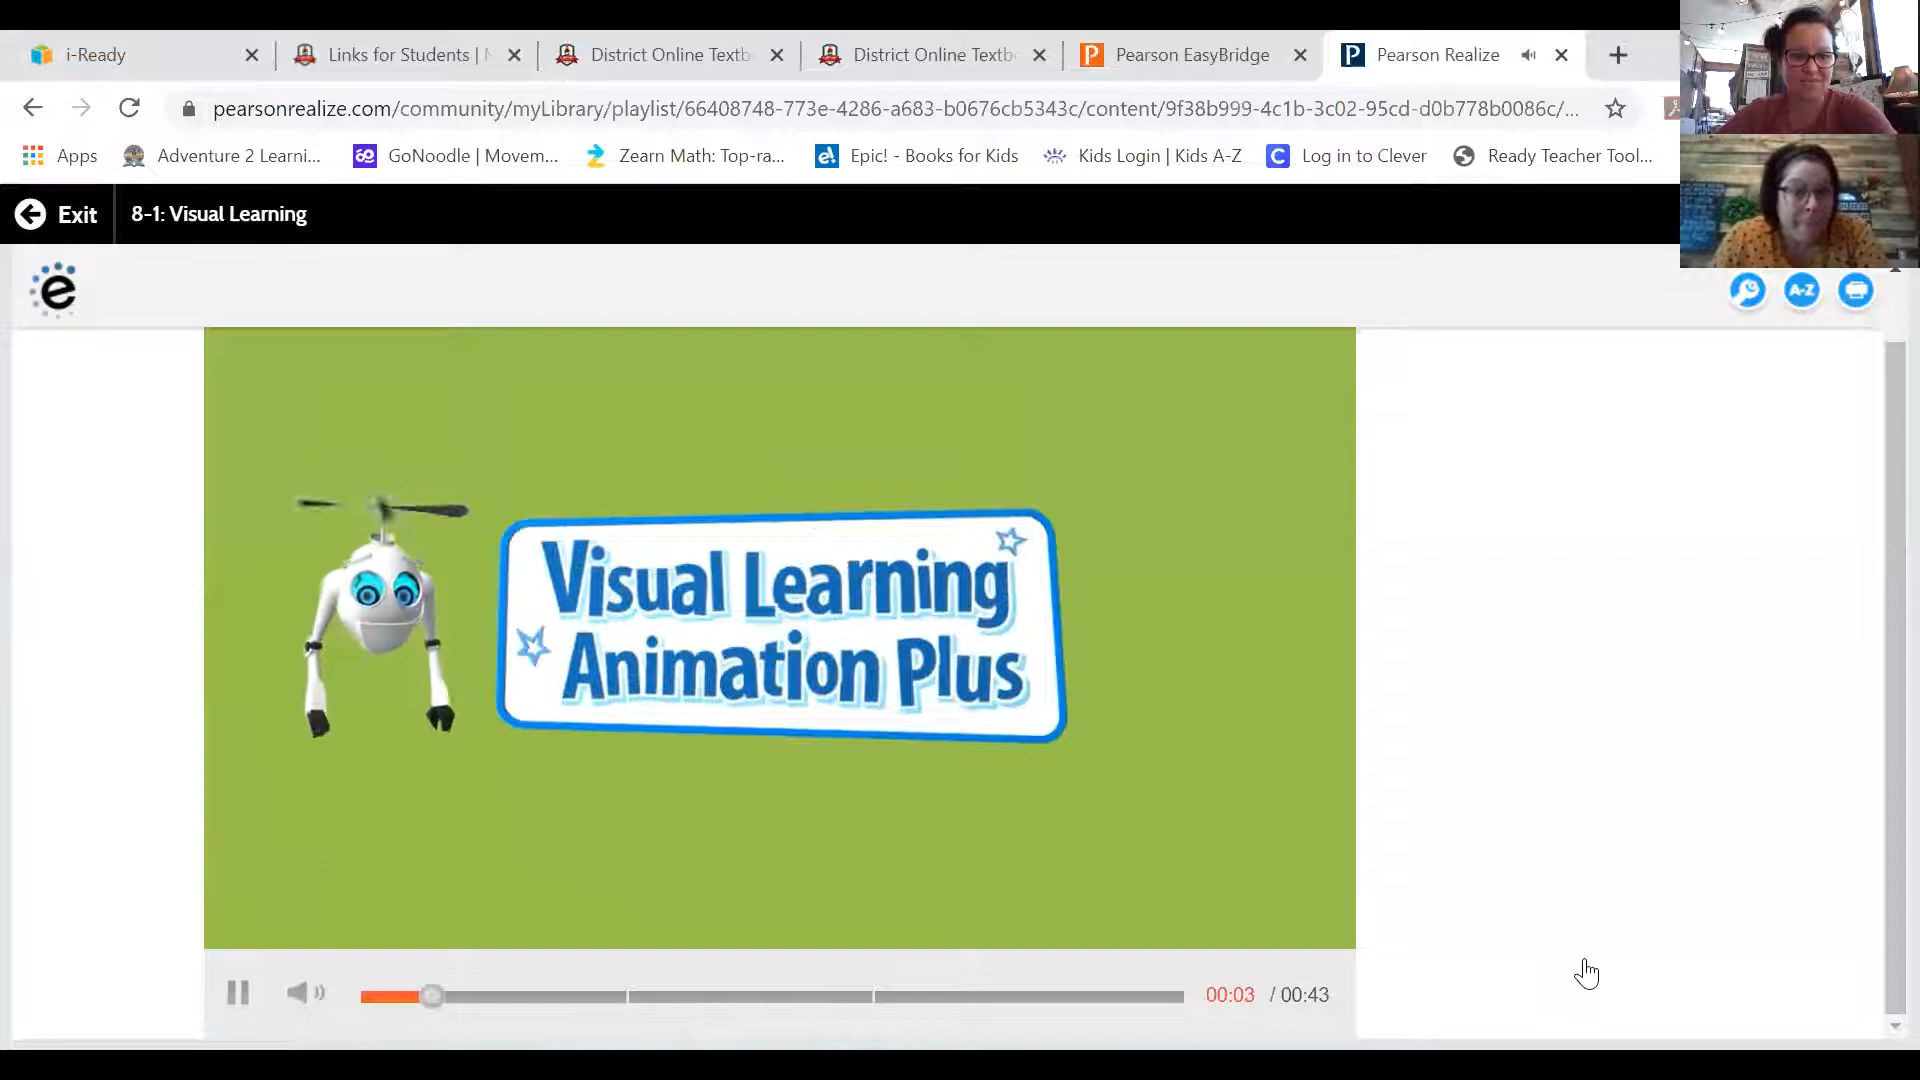 i-Ready
Links for Students |
District Online Textb
District Online Textb
Pearson EasyBridge
Pearson Realize
pearsonrealize.com/community/myLibrary/playlist/66408748-773e-4286-a683-b0676cb5343c/content/9f38b999-4c1b-3c02-95cd-d0b778b0086c/...
Apps
Adventure 2 Learni...
GoNoodle | Movem...
Zearn Math: Top-ra...
Epic! - Books for Kids
Kids Login | Kids A-Z
Log in to Clever
Ready Teacher Tool...
Exit
8-1: Visual Learning
e
A-Z
Visual Learning
Animation Plus
00:03 / 00:43